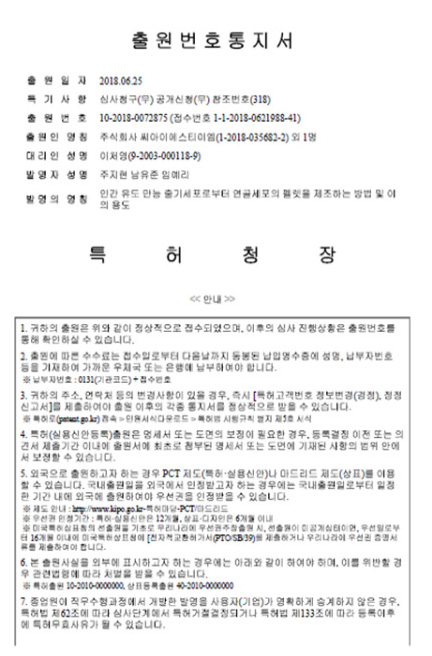 출 원 번 호 통 지 서
출 원 일 자 2018.06.25
특 기 사 항 심사청구(무) 공개신청(무) 참조번호(318)
출 원 번 호 10-2018-0072875 (접수번호 1-1-2018-0621988-41)
출 원 인 명 칭 주식회사 씨아이에스티이엠(1-2018-035682-2) 외 1명
대 리 인 성 명 이처영(9-2003-000118-9)
발 명 자 성 명 주지현 남유준 임예리
발 명 의 명 칭 인간 유도 만능 줄기세포로부터 연골세포의 펠렛을 제조하는 방법 및 이
의 용도
특 허 청 장
<< 안내 >>
1. 귀하의 출원은 위와 같이 정상적으로 접수되었으며, 이후의 심사 진행상황은 출원번호를
통해 확인하실 수 있습니다.
2. 출원에 따른 수수료는 접수일로부터 다음날까지 동봉된 납입영수증에 성명, 납부자번호
등을 기재하여 가까운 우체국 또는 은행에 납부하여야 합니다.
※ 납부자번호 : 0131(기관코드) + 접수번호
3. 귀하의 주소, 연락처 등의 변경사항이 있을 경우, 즉시 [특허고객번호 정보변경(경정), 정정
신고서]를 제출하여야 출원 이후의 각종 통지서를 정상적으로 받을 수 있습니다.
※ 특허로(patent.go.kr) 접속 > 민원서식다운로드 > 특허법 시행규칙 별지 제5호 서식
4. 특허(실용신안등록)출원은 명세서 또는 도면의 보정이 필요한 경우, 등록결정 이전 또는 의
견서 제출기간 이내에 출원서에 최초로 첨부된 명세서 또는 도면에 기재된 사항의 범위 안에
서 보정할 수 있습니다.
5. 외국으로 출원하고자 하는 경우 PCT 제도(특허·실용신안)나 마드리드 제도(상표)를 이용
할 수 있습니다. 국내출원일을 외국에서 인정받고자 하는 경우에는 국내출원일로부터 일정
한 기간 내에 외국에 출원하여야 우선권을 인정받을 수 있습니다.
※ 제도 안내 : http://www.kipo.go.kr-특허마당-PCT/마드리드
※ 우선권 인정기간 : 특허·실용신안은 12개월, 상표·디자인은 6개월 이내
※ 미국특허상표청의 선출원을 기초로 우리나라에 우선권주장출원 시, 선출원이 미공개상태이면, 우선일로부
터 16개월 이내에 미국특허상표청에 [전자적교환허가서(PTO/SB/39)를 제출하거나 우리나라에 우선권 증명서
류를 제출하여야 합니다.
6. 본 출원사실을 외부에 표시하고자 하는 경우에는 아래와 같이 하여야 하며, 이를 위반할 경
우 관련법령에 따라 처벌을 받을 수 있습니다.
※ 특허출원 10-2010-0000000, 상표등록출원 40-2010-0000000
7. 종업원이 직무수행과정에서 개발한 발명을 사용자(기업)가 명확하게 승계하지 않은 경우,
특허법 제62조에 따라 심사단계에서 특허거절결정되거나 특허법 제133조에 따라 등록이후
에 특허무효사유가 될 수 있습니다.